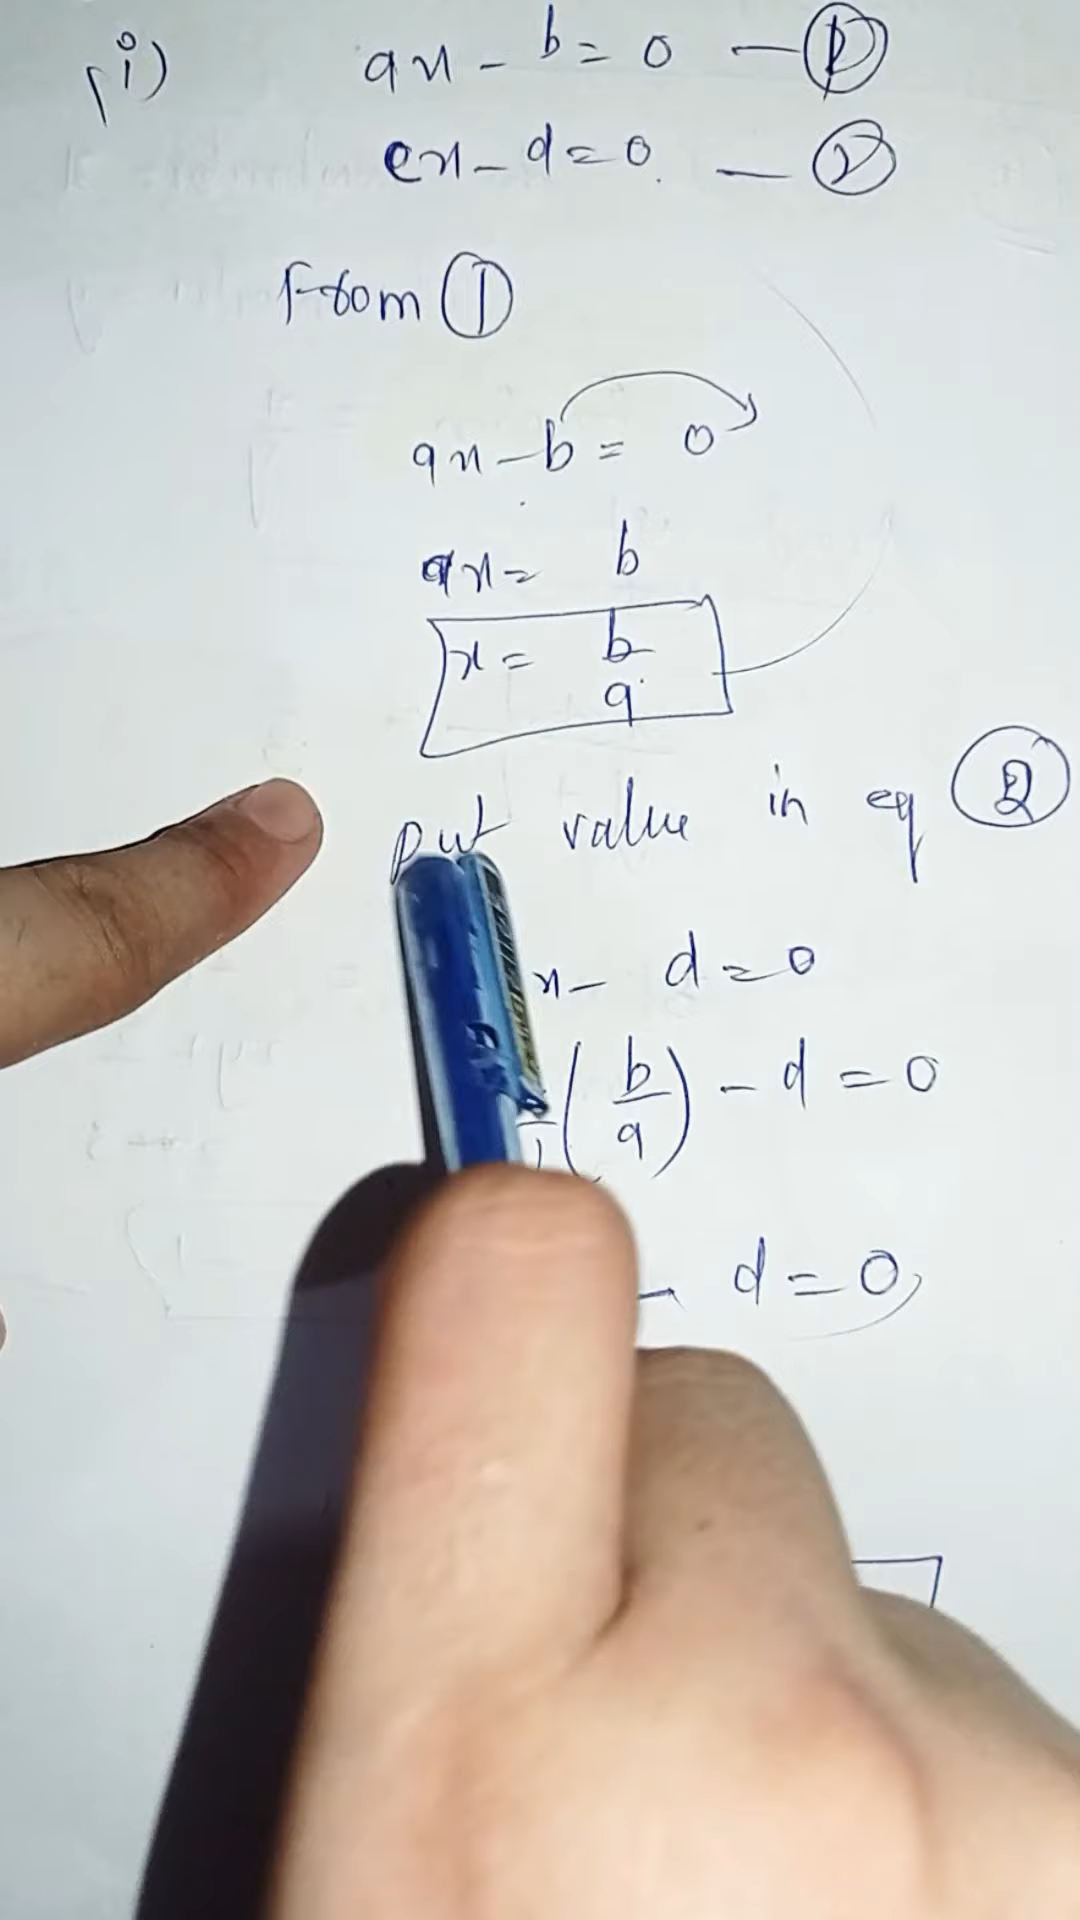 (i) ax - b = 0 — ①
cx - d = 0. — ②
From ①
ax - b = 0
ax = b
x = b/a
put value in eq ②
x - d = 0
(b/a) - d = 0
- d = 0